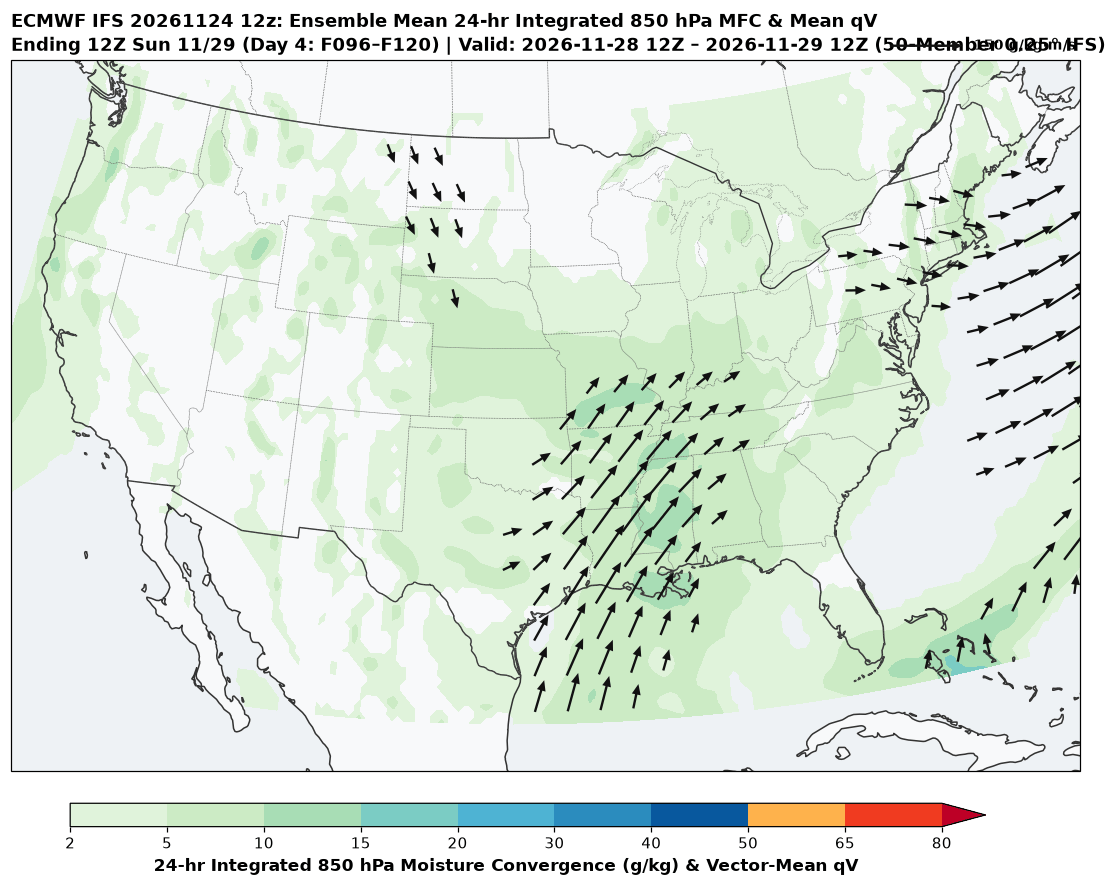 ECMWF IFS 20261124 12z: Ensemble Mean 24-hr Integrated 850 hPa MFC & Mean qV
Ending 12Z Sun 11/29 (Day 4: F096–F120) | Valid: 2026-11-28 12Z – 2026-11-29 12Z (50-Member 0.25° IFS)
150 g/kg·m/s
2 5 10 15 20 30 40 50 65 80
24-hr Integrated 850 hPa Moisture Convergence (g/kg) & Vector-Mean qV